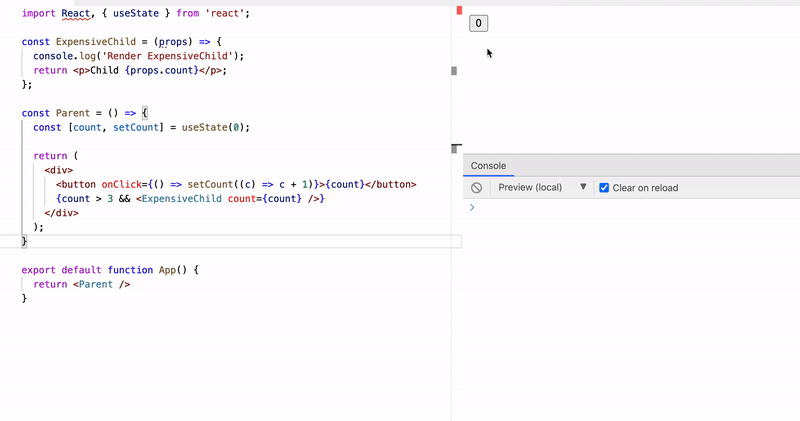 import React, { useState } from 'react';
const ExpensiveChild = (props) => {
console.log('Render ExpensiveChild');
return <p>Child {props.count}</p>;
};
const Parent = () => {
const [count, setCount] = useState(0);
return (
<div>
<button onClick={() => setCount((c) => c + 1)}>{count}</button>
{count > 3 && <ExpensiveChild count={count} />}
</div>
);
}
export default function App() {
return <Parent />
}
0
Console
Preview (local)
Clear on reload